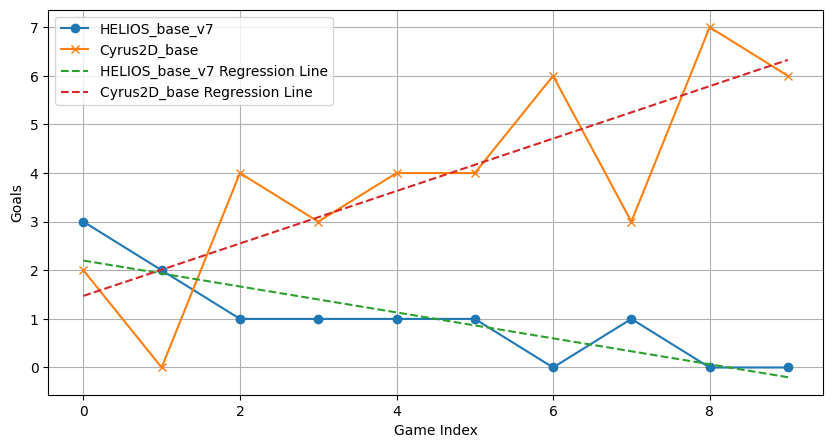 HELIOS_base_v7
Cyrus2D_base
HELIOS_base_v7 Regression Line
Cyrus2D_base Regression Line
7
6
5
4
3
2
1
0
Goals
0 2 4 6 8
Game Index